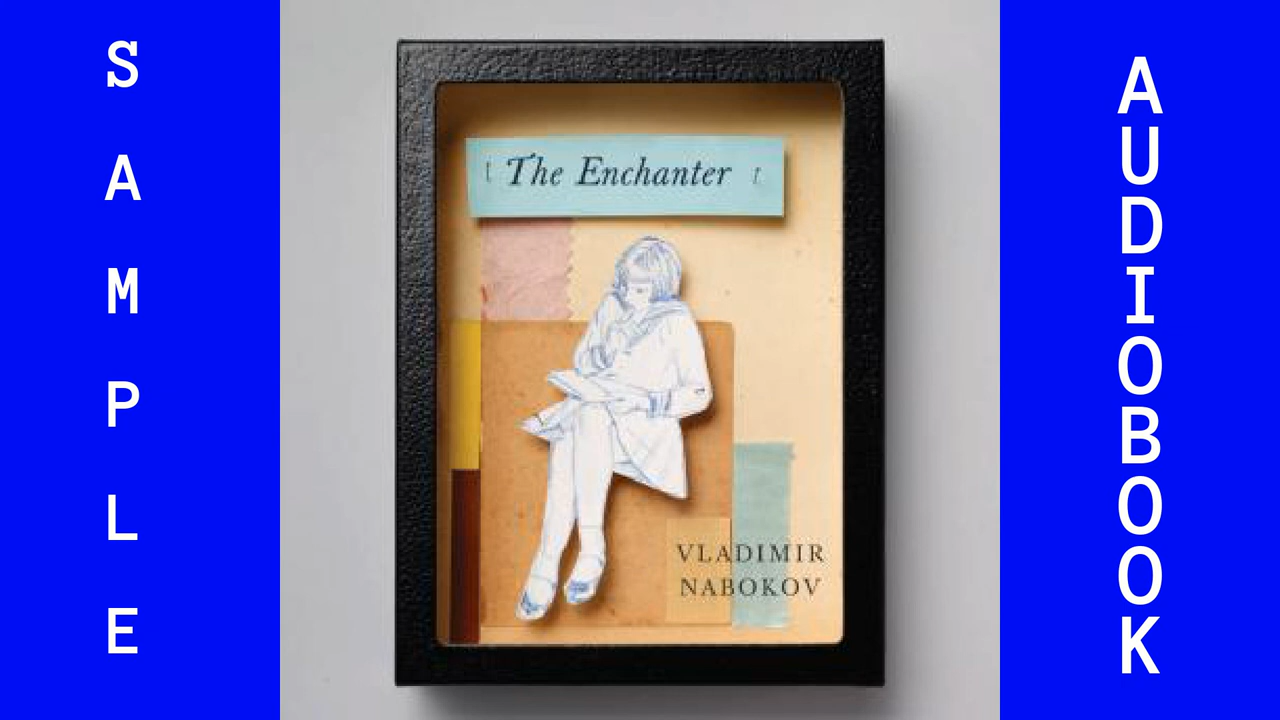 SAMPLE
The Enchanter
VLADIMIR
NABOKOV
AUDIOBOOK